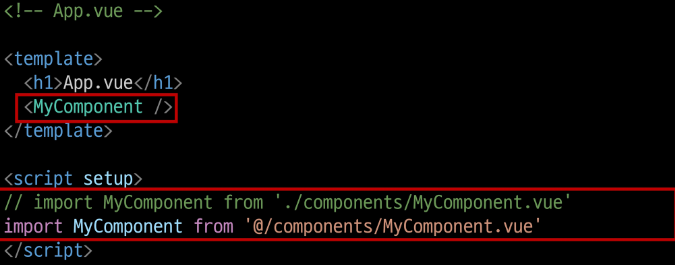 <!-- App.vue -->
<template>
<h1>App.vue</h1>
<MyComponent />
</template>
<script setup>
// import MyComponent from './components/MyComponent.vue'
import MyComponent from '@/components/MyComponent.vue'
</script>